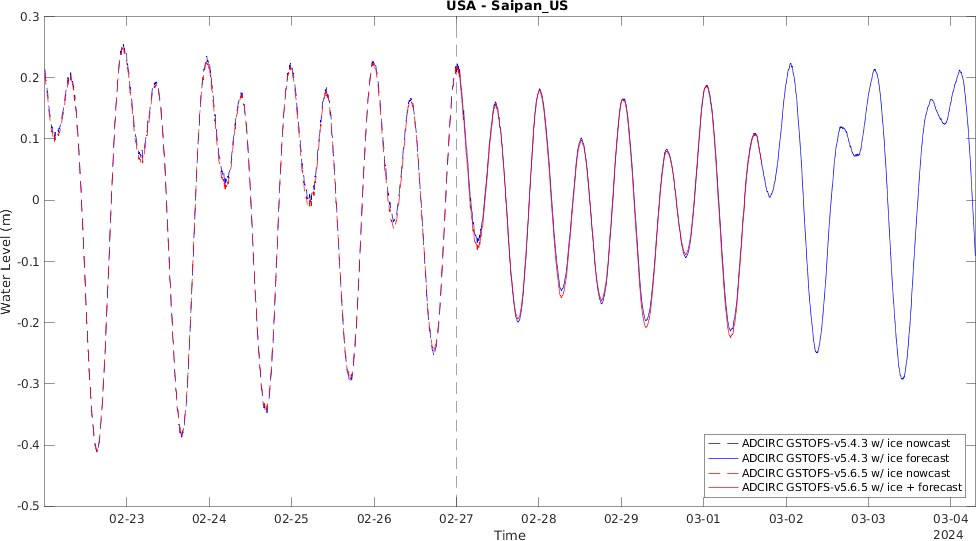 USA - Saipan_US
0.3
0.2
0.1
0
-0.1
-0.2
-0.3
-0.4
-0.5
Water Level (m)
ADCIRC GSTOFS-v5.4.3 w/ ice nowcast
ADCIRC GSTOFS-v5.4.3 w/ ice forecast
ADCIRC GSTOFS-v5.6.5 w/ ice nowcast
ADCIRC GSTOFS-v5.6.5 w/ ice + forecast
02-23 02-24 02-25 02-26 02-27 02-28 02-29 03-01 03-02 03-03 03-04
Time 2024